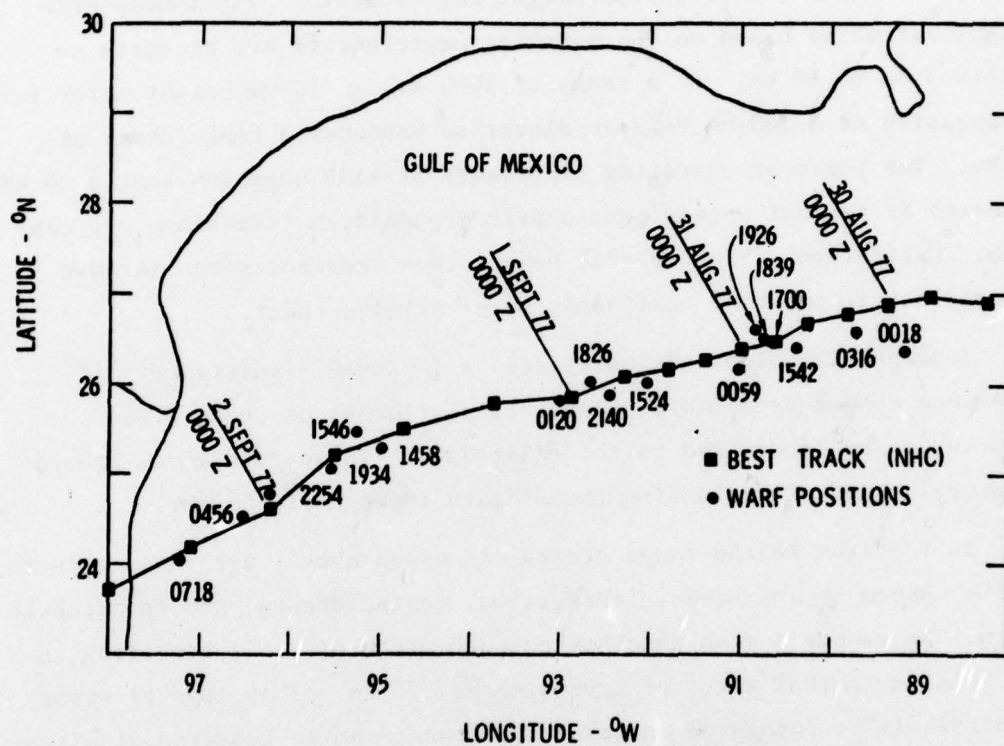 30
28
26
24
LATITUDE - ⁰N
GULF OF MEXICO
30 AUG 77
0000 Z
31 AUG 77
0000 Z
1 SEPT 77
0000 Z
2 SEPT 77
0000 Z
1926
1839
1700
0018
0316
1542
0059
1826
1524
2140
0120
1546
1458
1934
2254
0456
0718
BEST TRACK (NHC)
WARF POSITIONS
97
95
93
91
89
LONGITUDE - ⁰W